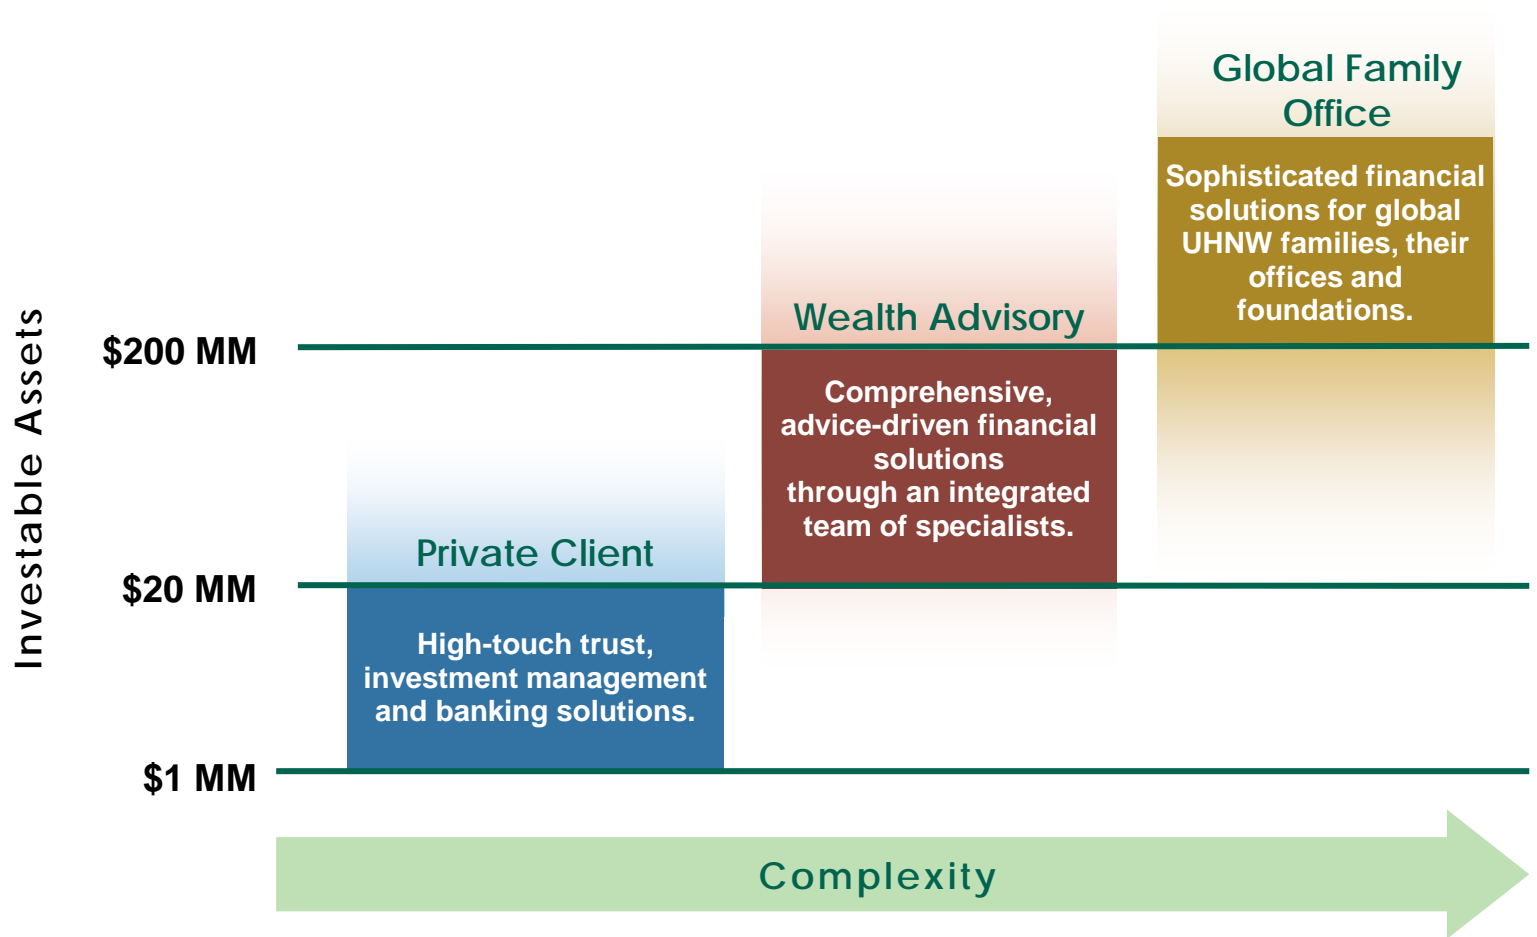 Global Family
Office
Sophisticated financial
solutions for global
UHNW families, their
offices and
foundations.
Wealth Advisory
$200 MM
Comprehensive,
advice-driven financial
solutions
through an integrated
team of specialists.
Investable Assets
Private Client
$20 MM
High-touch trust,
investment management
and banking solutions.
$1 MM
Complexity